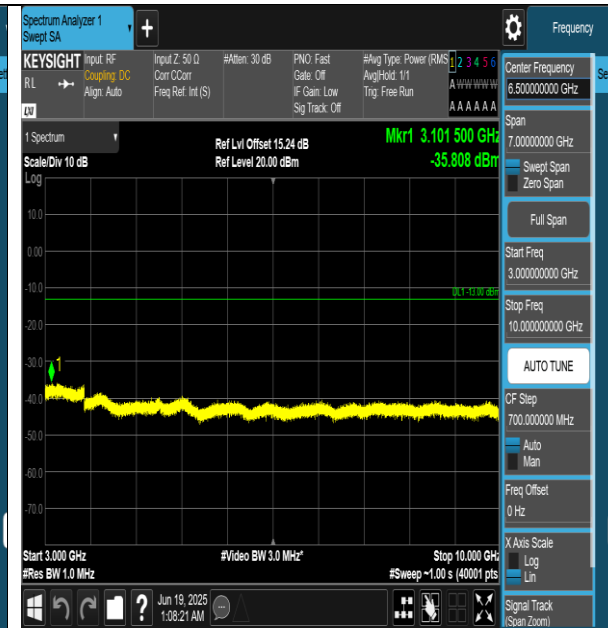 Spectrum Analyzer 1
Swept SA
+
Frequency
KEYSIGHT
RL
LXI
Input: RF
Coupling: DC
Align: Auto
Input Z: 50 Ω
Corr CCorr
Freq Ref: Int (S)
#Atten: 30 dB
PNO: Fast
Gate: Off
IF Gain: Low
Sig Track: Off
#Avg Type: Power (RMS
Avg|Hold: 1/1
Trig: Free Run
1 2 3 4 5 6
A W W W W W
A A A A A A
1 Spectrum
Scale/Div 10 dB
Log
Ref Lvl Offset 15.24 dB
Ref Level 20.00 dBm
Mkr1 3.101 500 GHz
-35.808 dBm
10.0
0.00
-10.0
DL1 -13.00 dBm
-20.0
-30.0
1
-40.0
-50.0
-60.0
-70.0
Start 3.000 GHz
#Res BW 1.0 MHz
#Video BW 3.0 MHz*
Stop 10.000 GHz
#Sweep ~1.00 s (40001 pts
?
Jun 19, 2025
1:08:21 AM
Center Frequency
6.500000000 GHz
Span
7.00000000 GHz
Swept Span
Zero Span
Full Span
Start Freq
3.000000000 GHz
Stop Freq
10.000000000 GHz
AUTO TUNE
CF Step
700.000000 MHz
Auto
Man
Freq Offset
0 Hz
X Axis Scale
Log
Lin
Signal Track
(Span Zoom)